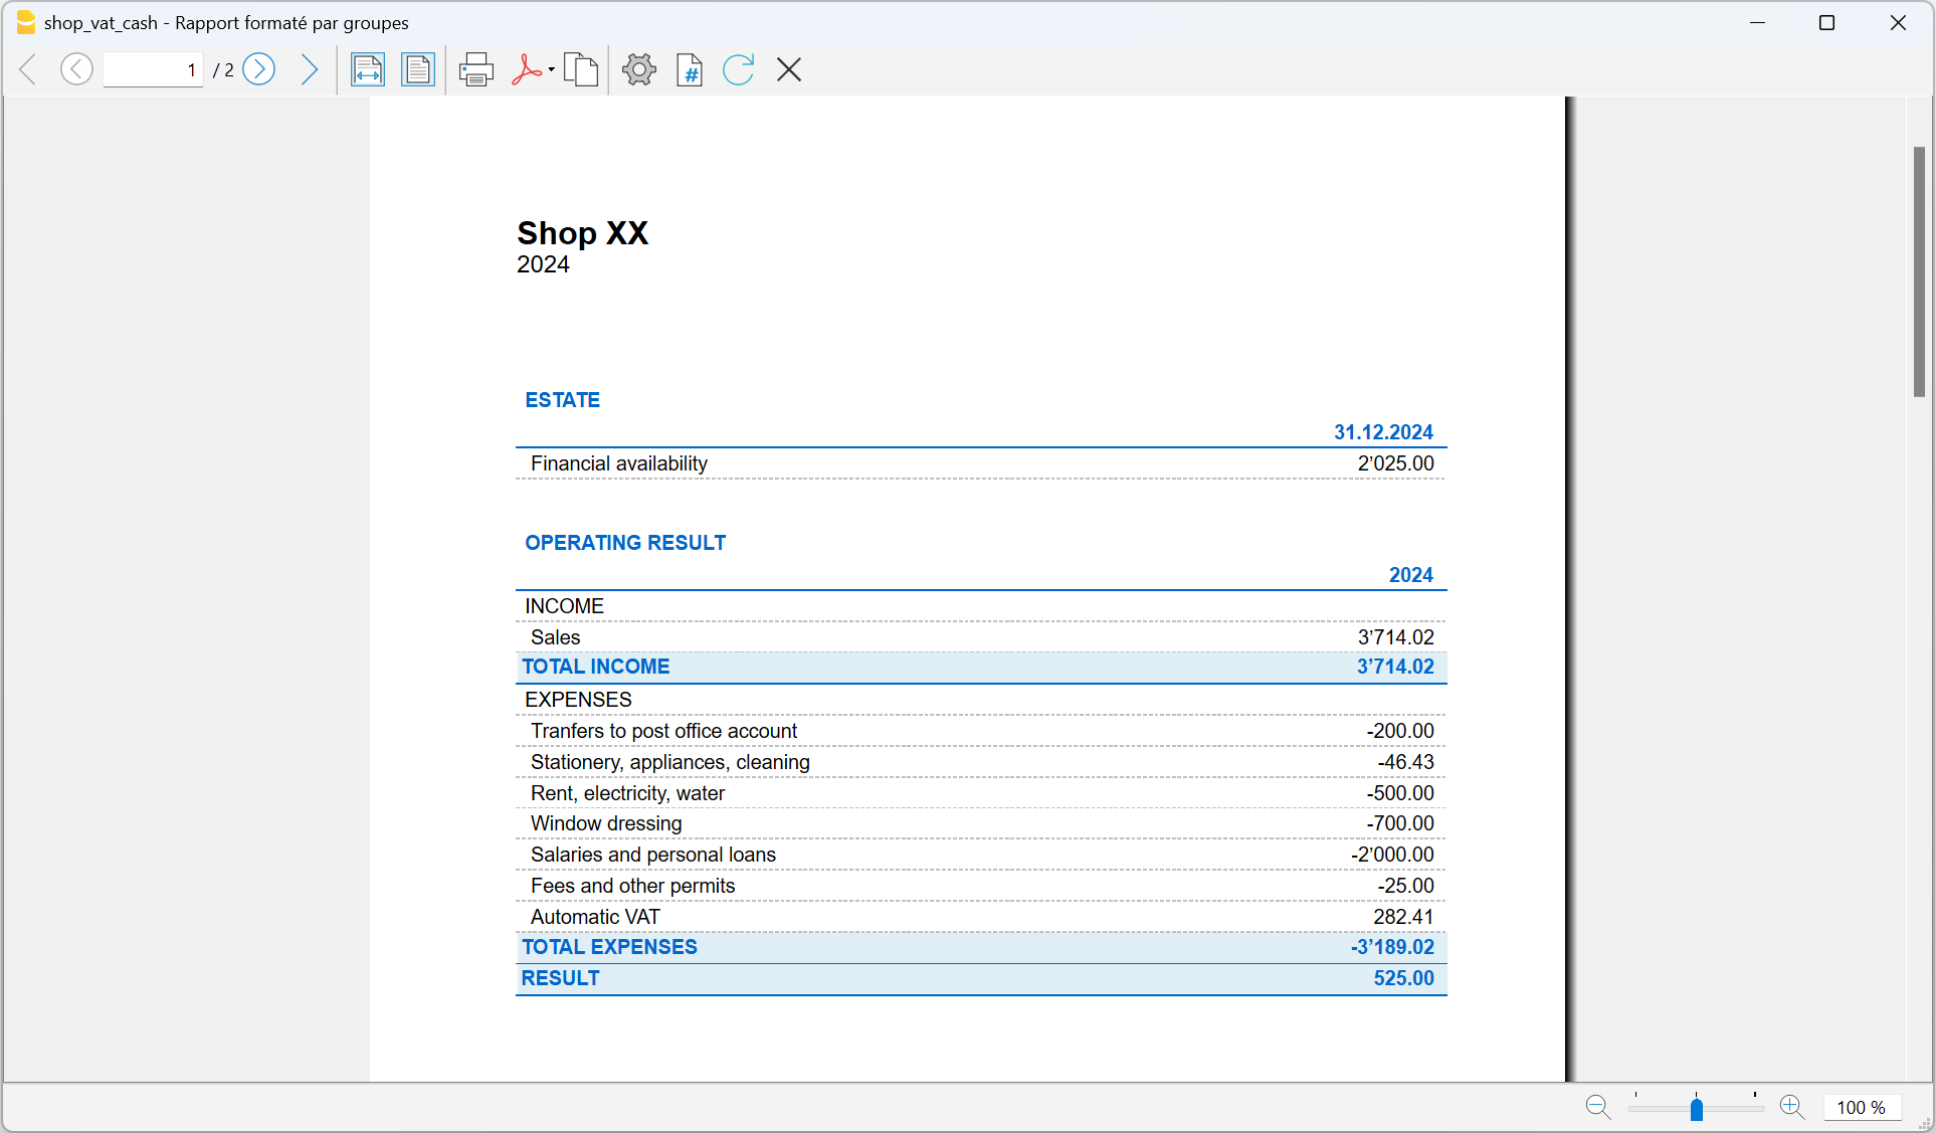 shop_vat_cash - Rapport formaté par groupes
1 / 2
#
Shop XX
2024
ESTATE
31.12.2024
Financial availability 2'025.00
OPERATING RESULT
2024
INCOME
Sales 3'714.02
TOTAL INCOME 3'714.02
EXPENSES
Tranfers to post office account -200.00
Stationery, appliances, cleaning -46.43
Rent, electricity, water -500.00
Window dressing -700.00
Salaries and personal loans -2'000.00
Fees and other permits -25.00
Automatic VAT 282.41
TOTAL EXPENSES -3'189.02
RESULT 525.00
100 %